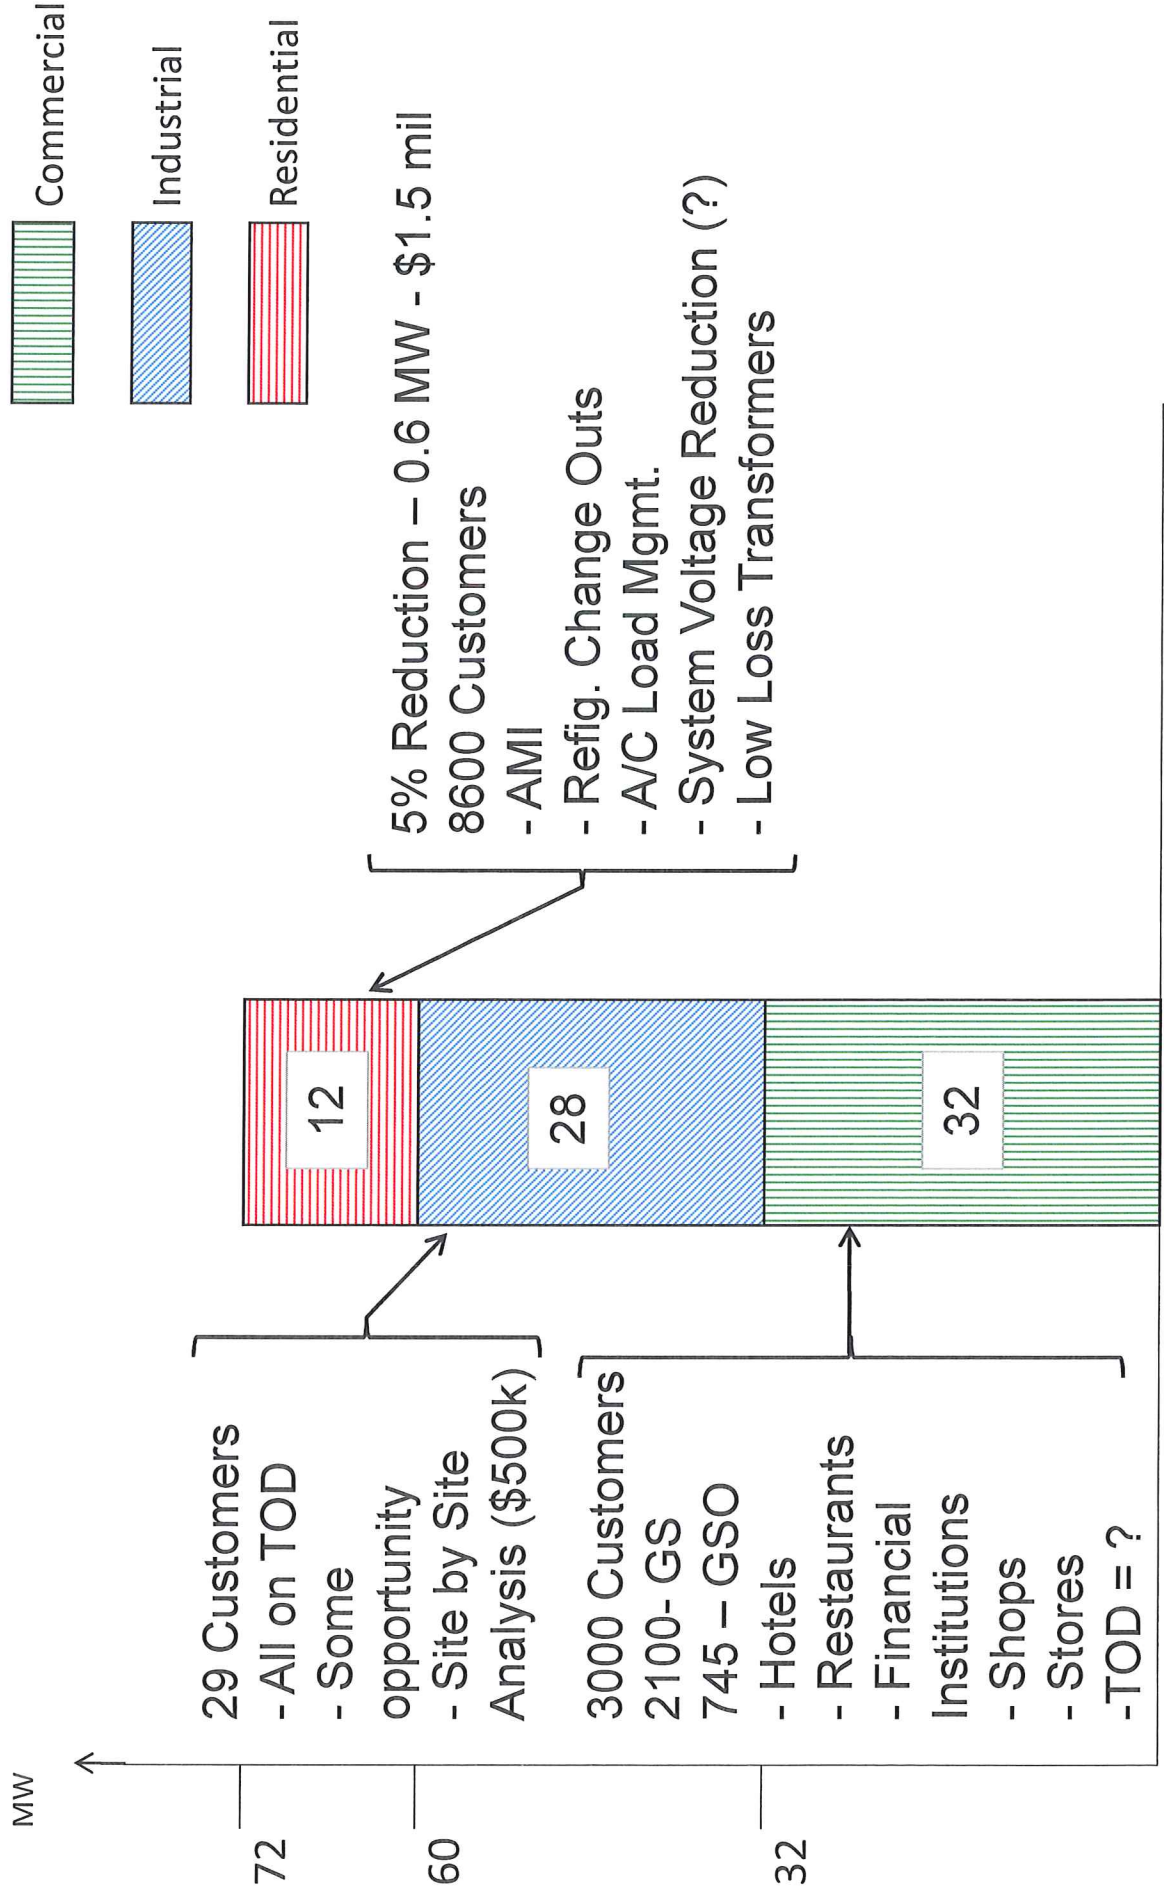 MW
72
60
32
29 Customers
- All on TOD
- Some
opportunity
- Site by Site
Analysis ($500k)
3000 Customers
2100- GS
745 – GSO
- Hotels
- Restaurants
- Financial
Institutions
- Shops
- Stores
-TOD = ?
12
28
32
5% Reduction – 0.6 MW - $1.5 mil
8600 Customers
- AMI
- Refig. Change Outs
- A/C Load Mgmt.
- System Voltage Reduction (?)
- Low Loss Transformers
Commercial
Industrial
Residential